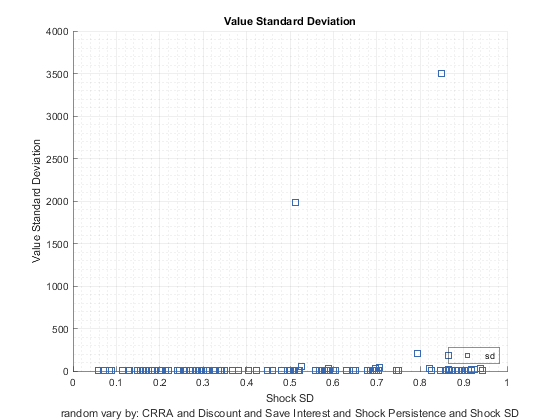 Value Standard Deviation
4000
3500
3000
2500
2000
1500
1000
500
0
Value Standard Deviation
sd
0 0.1 0.2 0.3 0.4 0.5 0.6 0.7 0.8 0.9 1
Shock SD
random vary by: CRRA and Discount and Save Interest and Shock Persistence and Shock SD